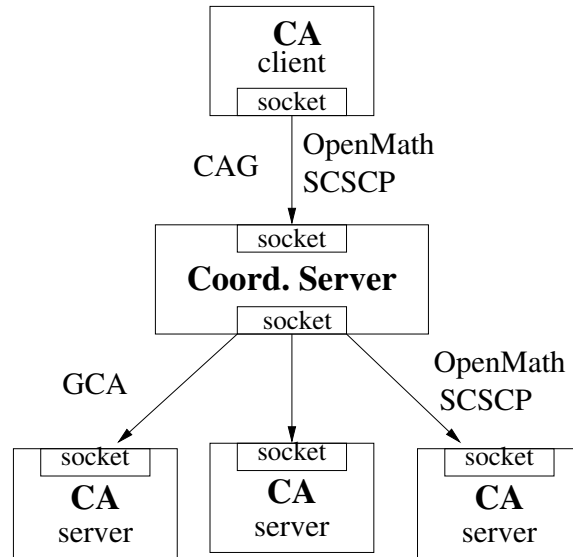 CA
client
socket
CAG
OpenMath
SCSCP
socket
Coord. Server
socket
GCA
OpenMath
SCSCP
socket
CA
server
socket
CA
server
socket
CA
server